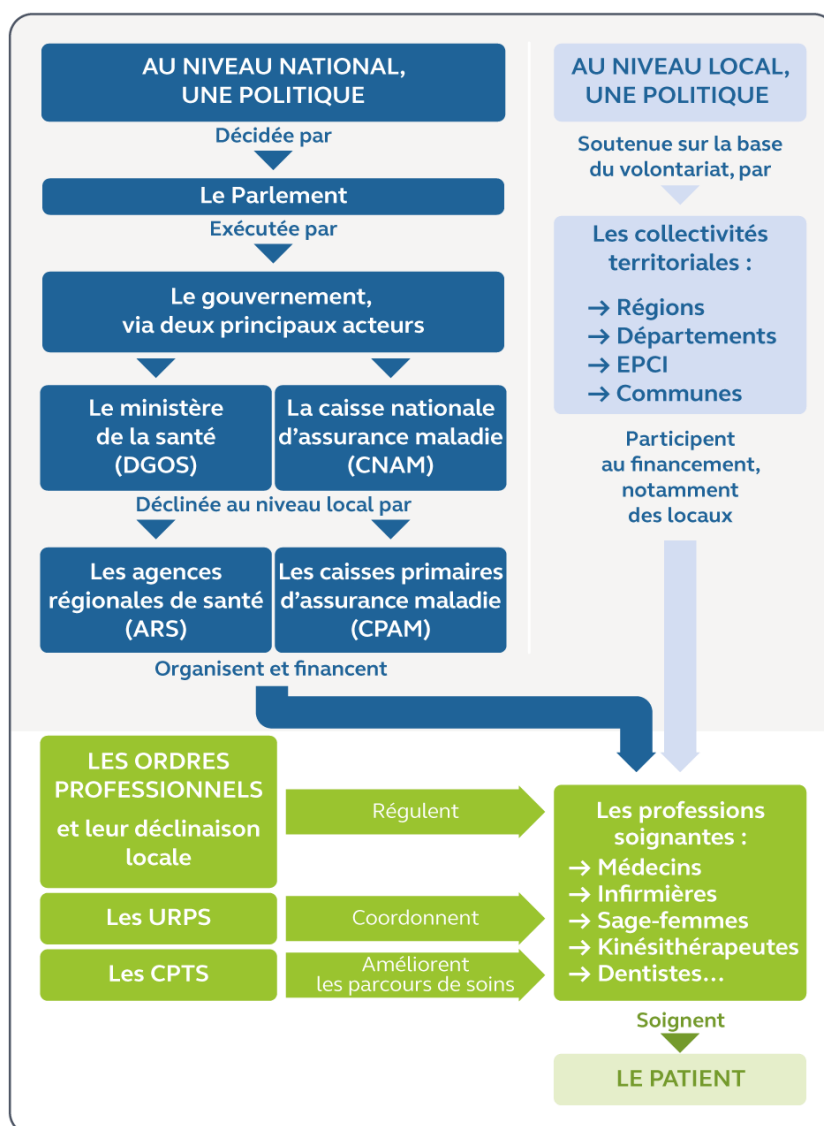 AU NIVEAU NATIONAL,
UNE POLITIQUE
Décidée par
Le Parlement
Exécutée par
Le gouvernement,
via deux principaux acteurs
Le ministère
de la santé
(DGOS)
La caisse nationale
d’assurance maladie
(CNAM)
Déclinée au niveau local par
Les agences
régionales de santé
(ARS)
Les caisses primaires
d’assurance maladie
(CPAM)
Organisent et financent
AU NIVEAU LOCAL,
UNE POLITIQUE
Soutenue sur la base
du volontariat, par
Les collectivités
territoriales :
→ Régions
→ Départements
→ EPCI
→ Communes
Participent
au financement,
notamment
des locaux
LES ORDRES
PROFESSIONNELS
et leur déclinaison
locale
Régulent
Les URPS
Coordonnent
Les CPTS
Améliorent
les parcours de soins
Les professions
soignantes :
→ Médecins
→ Infirmières
→ Sage-femmes
→ Kinésithérapeutes
→ Dentistes...
Soignent
LE PATIENT